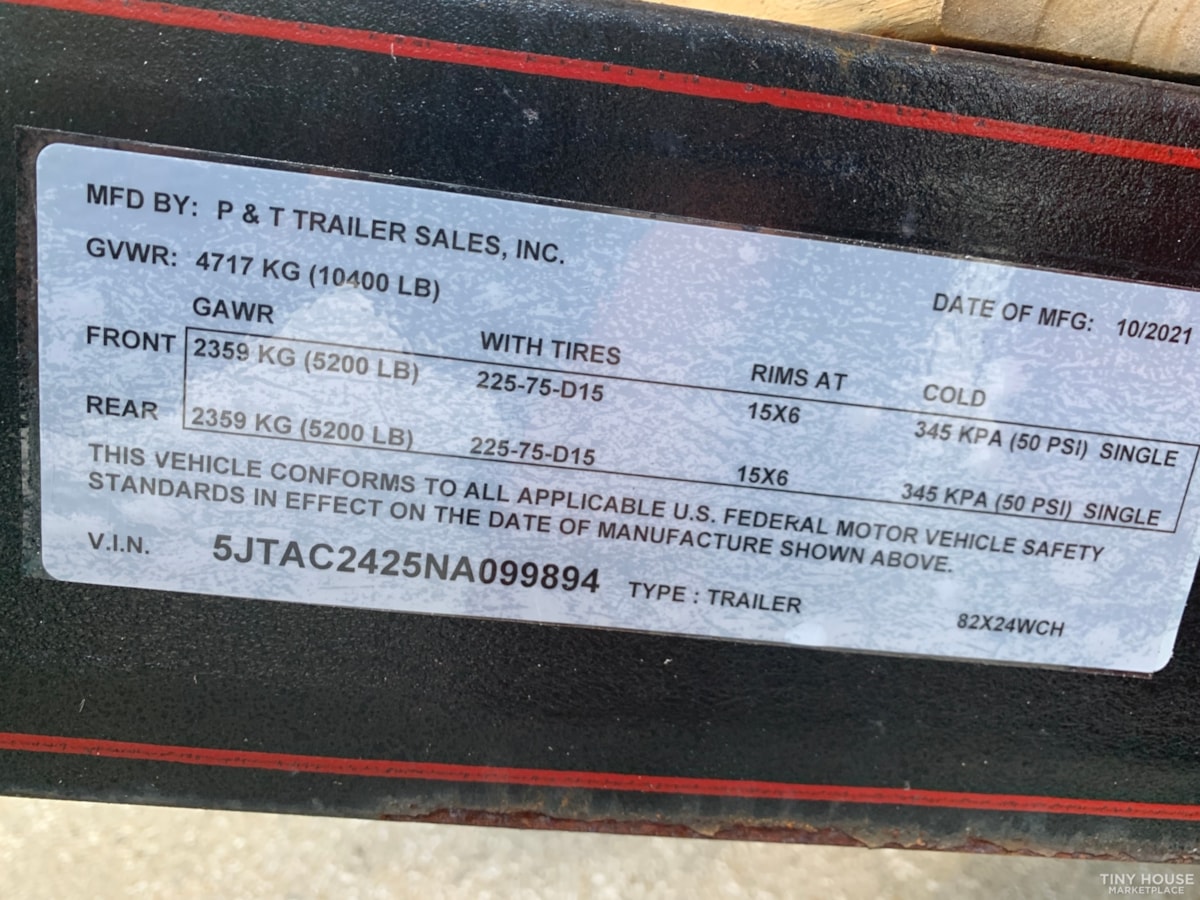 MFD BY: P & T TRAILER SALES, INC.
GVWR: 4717 KG (10400 LB)
DATE OF MFG: 10/2021
GAWR WITH TIRES RIMS AT COLD
FRONT 2359 KG (5200 LB) 225-75-D15 15X6 345 KPA (50 PSI) SINGLE
REAR 2359 KG (5200 LB) 225-75-D15 15X6 345 KPA (50 PSI) SINGLE
THIS VEHICLE CONFORMS TO ALL APPLICABLE U.S. FEDERAL MOTOR VEHICLE SAFETY
STANDARDS IN EFFECT ON THE DATE OF MANUFACTURE SHOWN ABOVE.
V.I.N. 5JTAC2425NA099894 TYPE : TRAILER 82X24WCH
TINY HOUSE
MARKETPLACE